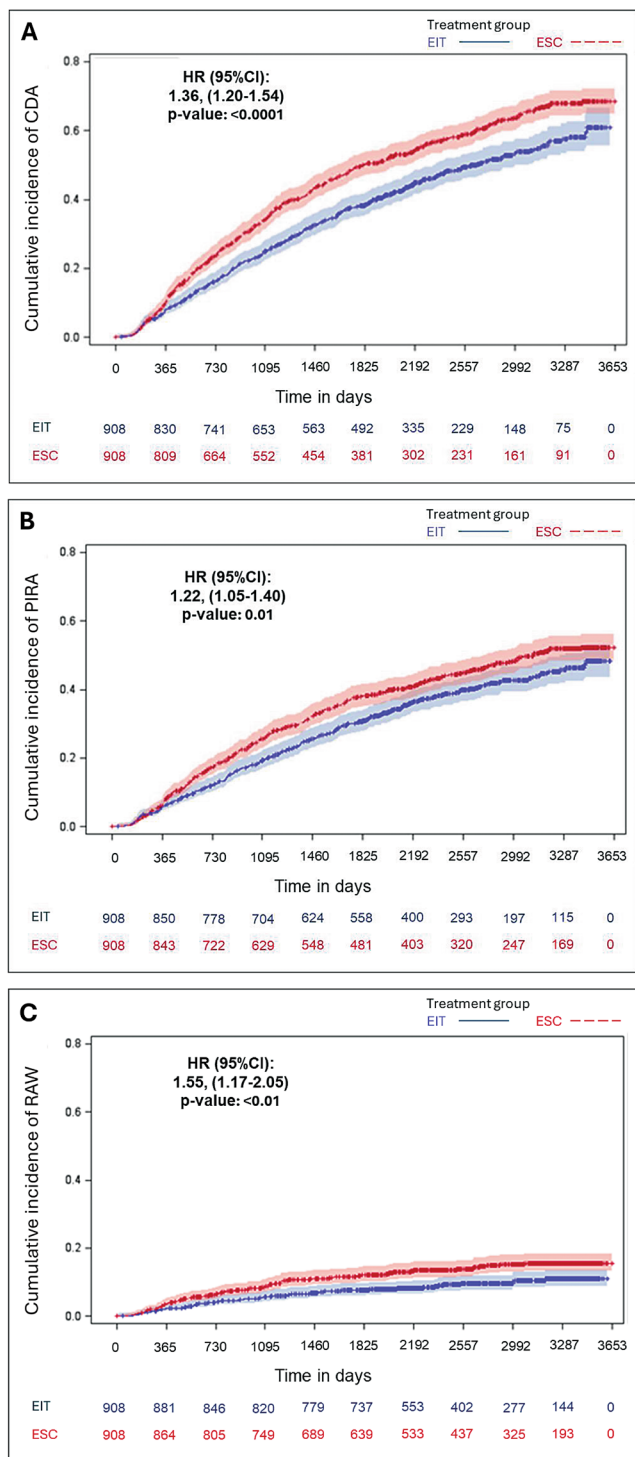 A
Treatment group
EIT ESC
HR (95%CI):
1.36, (1.20-1.54)
p-value: <0.0001
Cumulative incidence of CDA
0.8
0.6
0.4
0.2
0.0
0 365 730 1095 1460 1825 2192 2557 2992 3287 3653
Time in days
EIT 908 830 741 653 563 492 335 229 148 75 0
ESC 908 809 664 552 454 381 302 231 161 91 0
B
Treatment group
EIT ESC
HR (95%CI):
1.22, (1.05-1.40)
p-value: 0.01
Cumulative incidence of PIRA
0.8
0.6
0.4
0.2
0.0
0 365 730 1095 1460 1825 2192 2557 2992 3287 3653
Time in days
EIT 908 850 778 704 624 558 400 293 197 115 0
ESC 908 843 722 629 548 481 403 320 247 169 0
C
Treatment group
EIT ESC
HR (95%CI):
1.55, (1.17-2.05)
p-value: <0.01
Cumulative incidence of RAW
0.8
0.6
0.4
0.2
0.0
0 365 730 1095 1460 1825 2192 2557 2992 3287 3653
Time in days
EIT 908 881 846 820 779 737 553 402 277 144 0
ESC 908 864 805 749 689 639 533 437 325 193 0